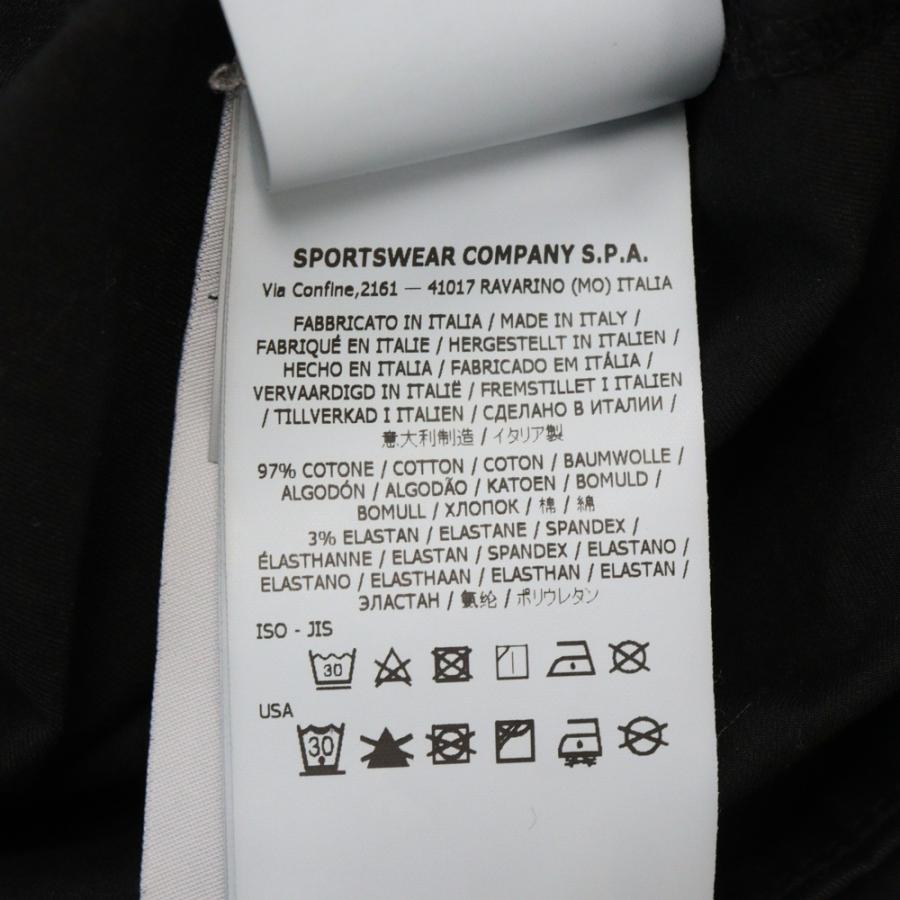 SPORTSWEAR COMPANY S.P.A.
Via Confine,2161 — 41017 RAVARINO (MO) ITALIA
FABBRICATO IN ITALIA / MADE IN ITALY /
FABRIQUÉ EN ITALIE / HERGESTELLT IN ITALIEN /
HECHO EN ITALIA / FABRICADO EM ITÁLIA /
VERVAARDIGD IN ITALIË / FREMSTILLET I ITALIEN
/ TILLVERKAD I ITALIEN / СДЕЛАНО В ИТАЛИИ /
意大利制造 / イタリア製
97% COTONE / COTTON / COTON / BAUMWOLLE /
ALGODÓN / ALGODÃO / KATOEN / BOMULD /
BOMULL / ХЛОПОК / 棉 / 綿
3% ELASTAN / ELASTANE / SPANDEX /
ÉLASTHANNE / ELASTAN / SPANDEX / ELASTANO /
ELASTANO / ELASTHAAN / ELASTHAN / ELASTAN /
ЭЛАСТАН / 氨纶 / ポリウレタン
ISO - JIS
30
USA
30